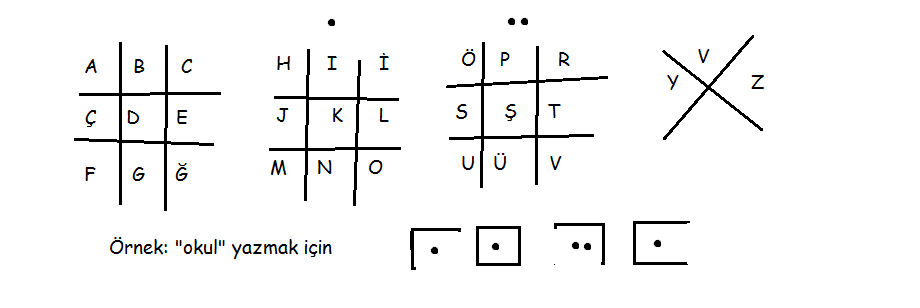 A B C
Ç D E
F G Ğ
H I İ
J K L
M N O
Ö P R
S Ş T
U Ü V
V
Y Z
Örnek: "okul" yazmak için